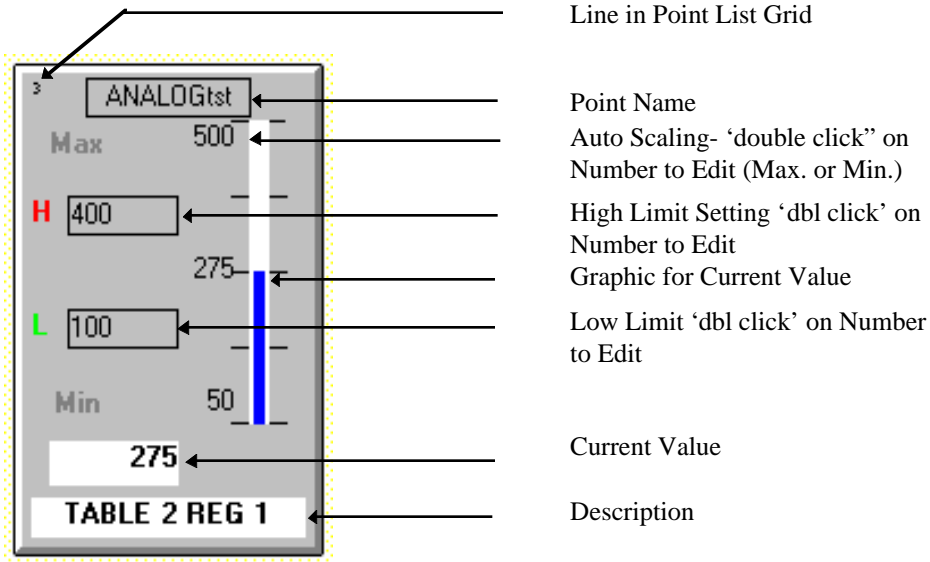 Line in Point List Grid
3
ANALOGtst
Point Name
Max
500
Auto Scaling- ‘double click” on
Number to Edit (Max. or Min.)
H
400
High Limit Setting ‘dbl click’ on
Number to Edit
275
Graphic for Current Value
L
100
Low Limit ‘dbl click’ on Number
to Edit
Min
50
275
Current Value
TABLE 2 REG 1
Description